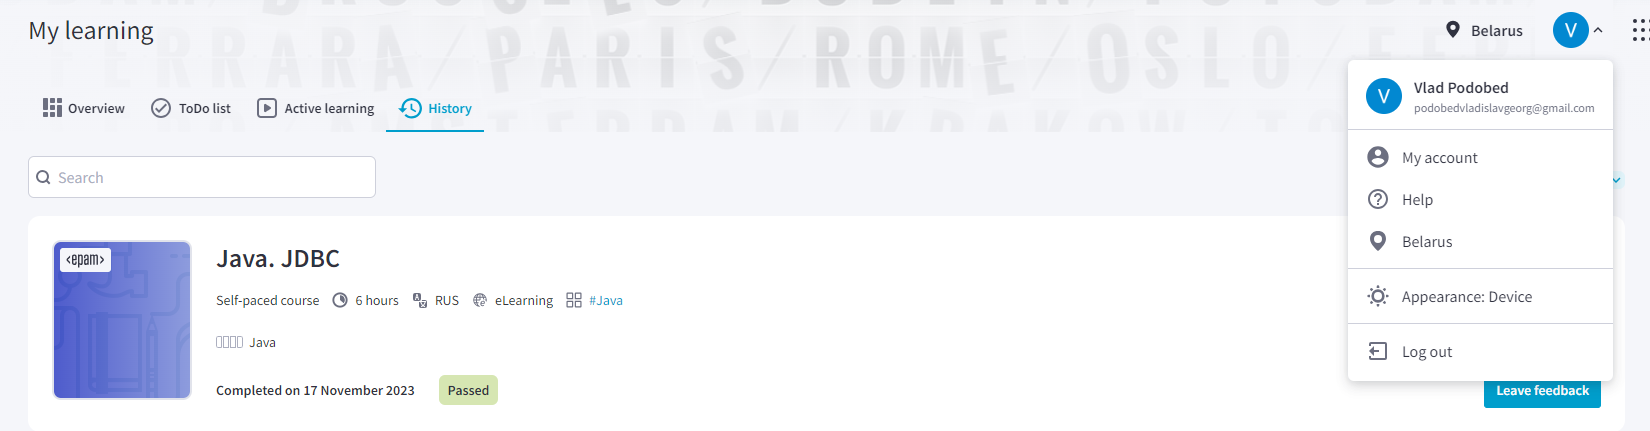 My learning
PARIS/ROME/OSLO/
Belarus
V
Vlad Podobed
V
podobedvladislavgeorg@gmail.com
Overview
ToDo list
Active learning
History
My account
Search
Help
Belarus
<epam>
Java. JDBC
Self-paced course
6 hours
RUS
eLearning
#Java
Appearance: Device
Java
Log out
Completed on 17 November 2023
Passed
Leave feedback